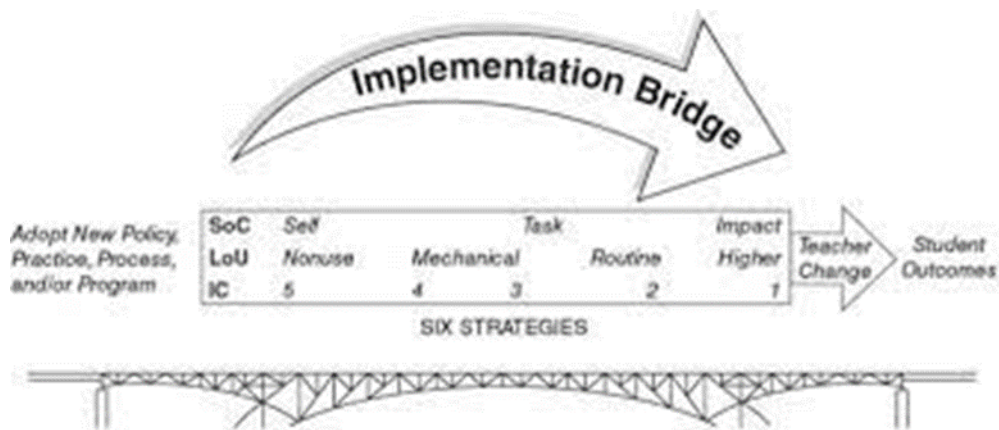 Implementation Bridge
Adopt New Policy,
Practice, Process,
and/or Program
SoC Self Task Impact
LoU Nonuse Mechanical Routine Higher
IC 5 4 3 2 1
Teacher
Change
Student
Outcomes
SIX STRATEGIES